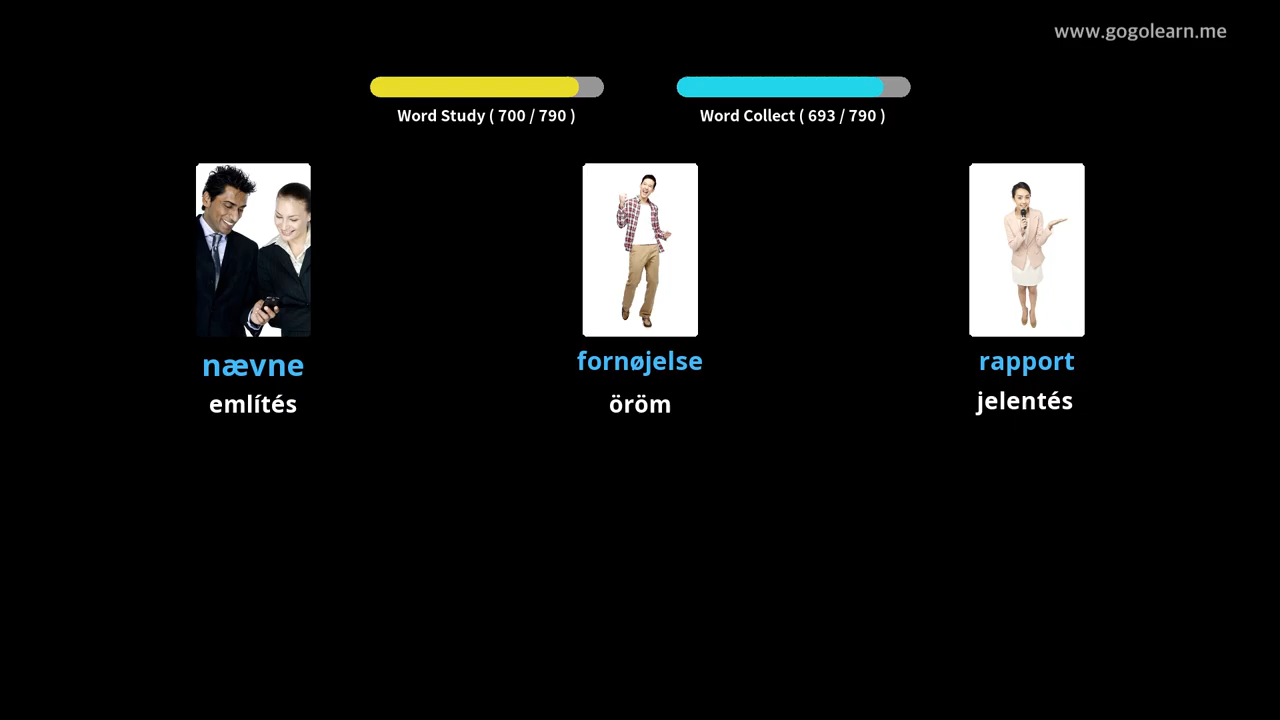 www.gogolearn.me
Word Study ( 700 / 790 )
Word Collect ( 693 / 790 )
nævne
fornøjelse
rapport
említés
öröm
jelentés